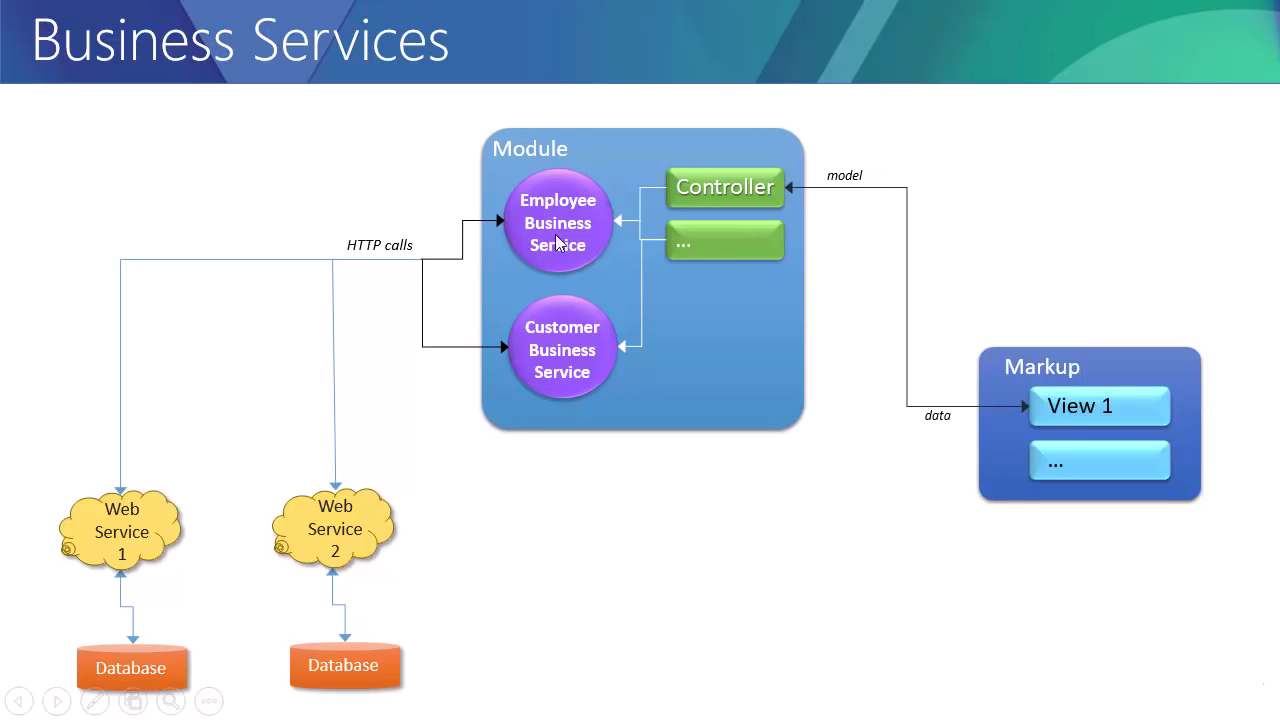 Business Services
Module
Employee
Business
Service
Controller
...
Customer
Business
Service
HTTP calls
model
data
Markup
View 1
...
Web
Service
1
Web
Service
2
Database
Database